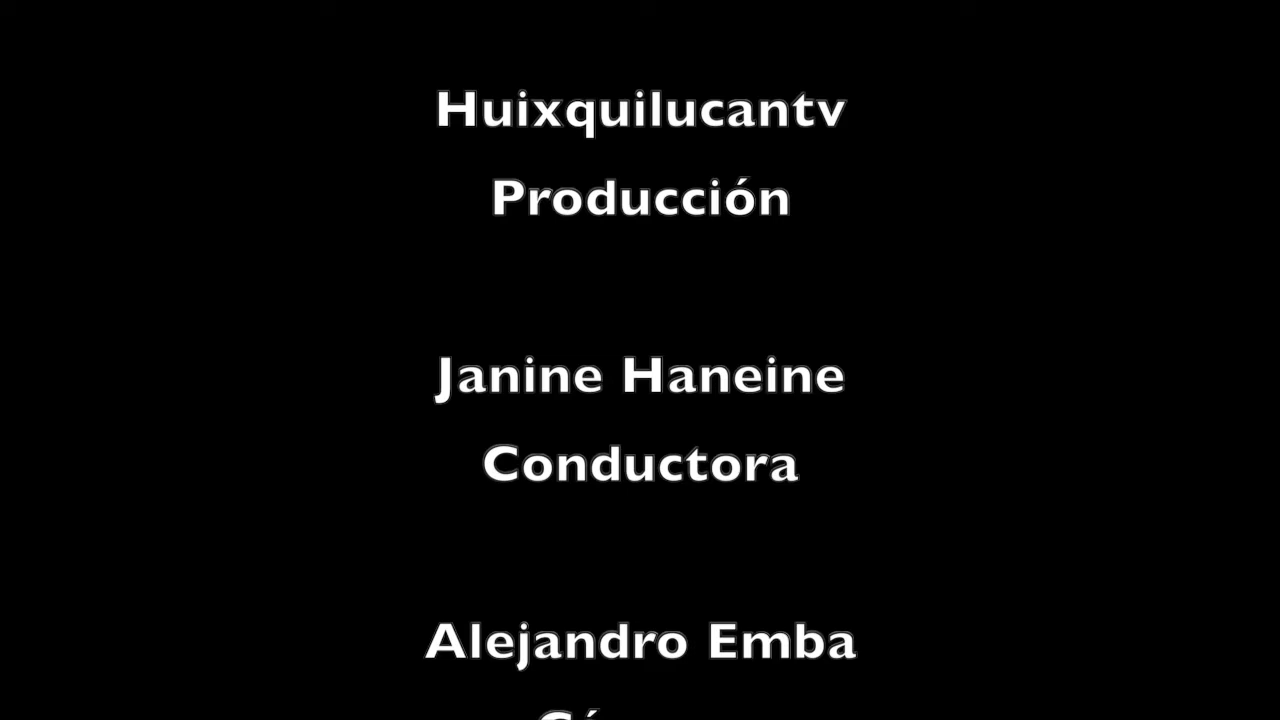 Huixquilucantv
Producción
Janine Haneine
Conductora
Alejandro Emba